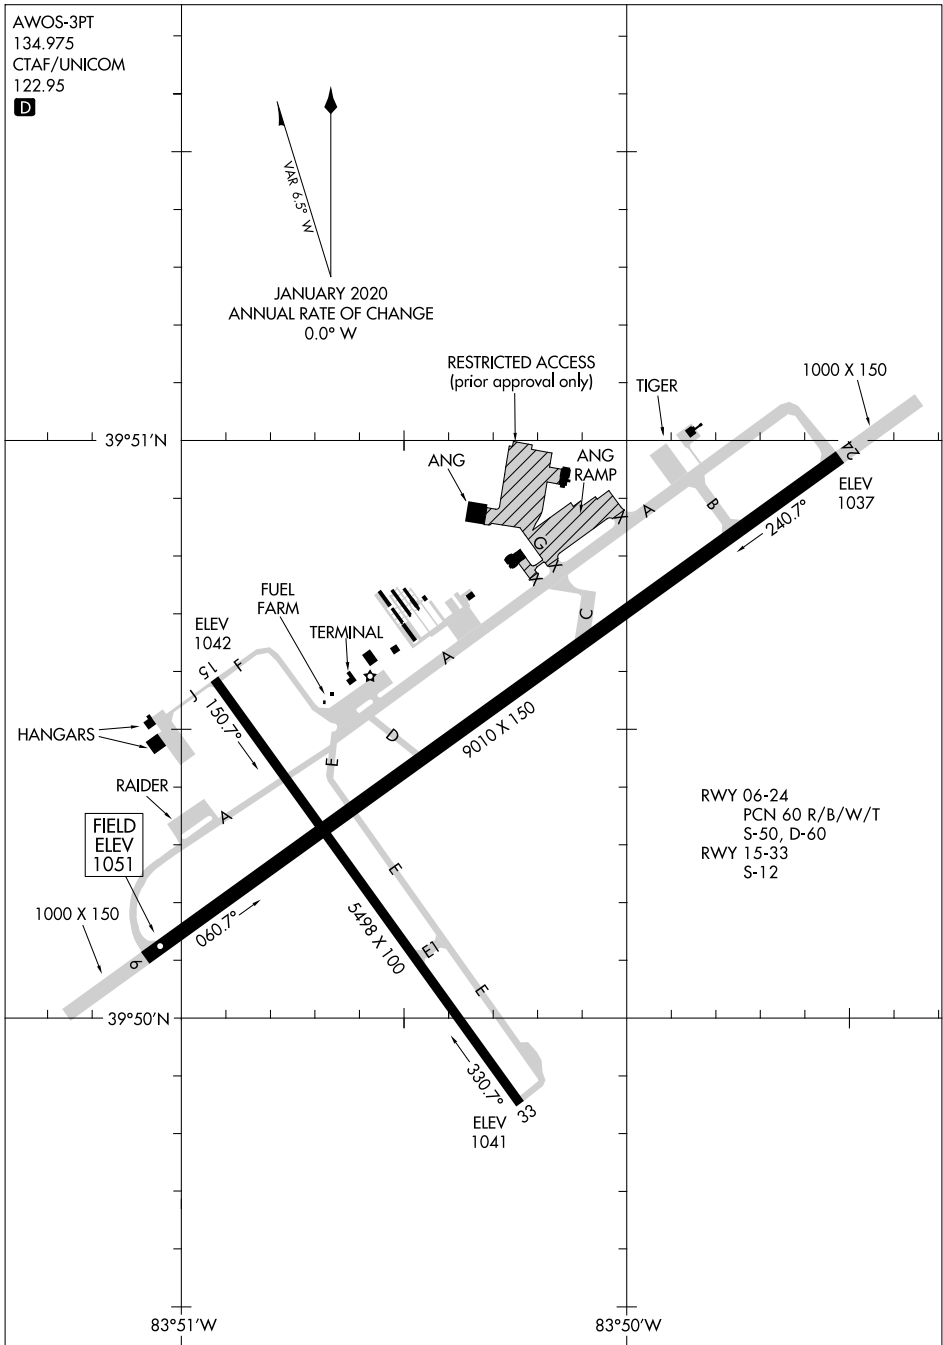 AWOS-3PT
134.975
CTAF/UNICOM
122.95
D
VAR 6.5° W
JANUARY 2020
ANNUAL RATE OF CHANGE
0.0° W
RESTRICTED ACCESS
(prior approval only)
TIGER
1000 X 150
39°51'N
ANG
ANG
RAMP
24
ELEV
1037
A
B
240.7°
G
X
X
X
C
FUEL
FARM
ELEV
1042
TERMINAL
A
15
F
J
150.7°
HANGARS
D
E
9010 X 150
RAIDER
A
FIELD
ELEV
1051
RWY 06-24
PCN 60 R/B/W/T
S-50, D-60
RWY 15-33
S-12
E
1000 X 150
060.7°
5498 X 100
E1
6
E
39°50'N
330.7°
33
ELEV
1041
83°51'W
83°50'W